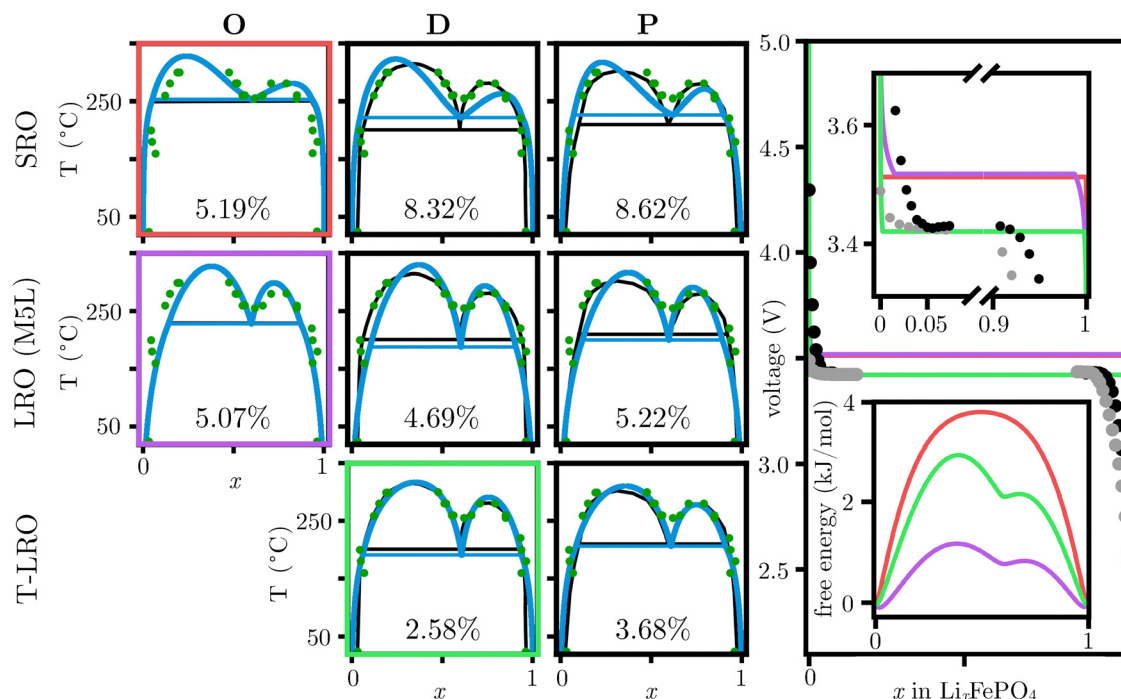 O D P
SRO
T (°C)
250
50
5.19%
8.32%
8.62%
LRO (M5L)
T (°C)
250
50
5.07%
4.69%
5.22%
0 1
x
T-LRO
T (°C)
250
50
2.58%
3.68%
0 1
x
0 1
x
voltage (V)
5.0
4.5
4.0
3.0
2.5
3.6
3.4
0 0.05 0.9 1
free energy (kJ/mol)
4
2
0
0 1
0
x in LixFePO4